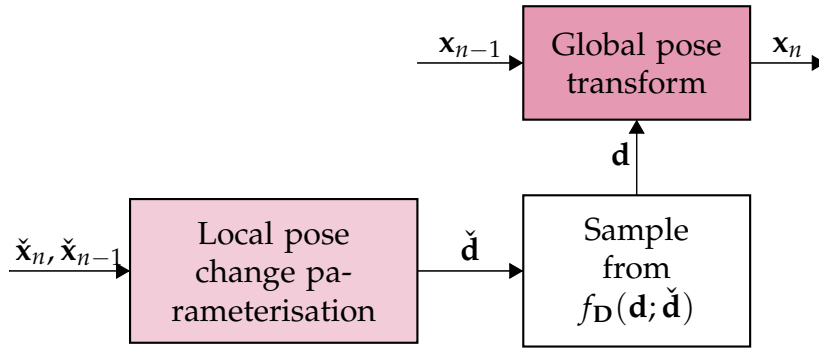 x_{n−1}
Global pose
transform
x_n
d
x̌_n, x̌_{n−1}
Local pose
change pa-
rameterisation
ď
Sample
from
f_D(d; ď)